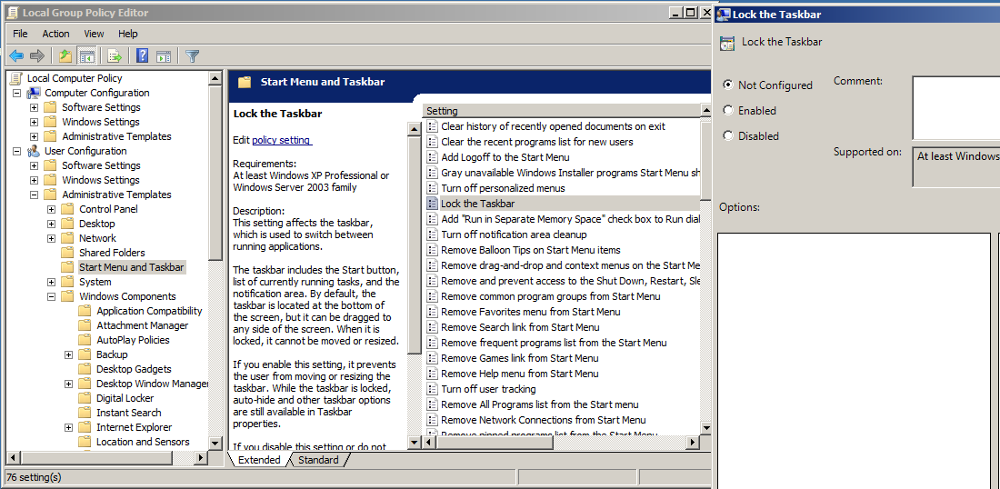 Local Group Policy Editor
File Action View Help
Local Computer Policy
Computer Configuration
Software Settings
Windows Settings
Administrative Templates
User Configuration
Software Settings
Windows Settings
Administrative Templates
Control Panel
Desktop
Network
Shared Folders
Start Menu and Taskbar
System
Windows Components
Application Compatibility
Attachment Manager
AutoPlay Policies
Backup
Desktop Gadgets
Desktop Window Manager
Digital Locker
Instant Search
Internet Explorer
Location and Sensors
Start Menu and Taskbar
Lock the Taskbar
Edit policy setting
Requirements:
At least Windows XP Professional or
Windows Server 2003 family
Description:
This setting affects the taskbar,
which is used to switch between
running applications.
The taskbar includes the Start button,
list of currently running tasks, and the
notification area. By default, the
taskbar is located at the bottom of
the screen, but it can be dragged to
any side of the screen. When it is
locked, it cannot be moved or resized.
If you enable this setting, it prevents
the user from moving or resizing the
taskbar. While the taskbar is locked,
auto-hide and other taskbar options
are still available in Taskbar
properties.
If you disable this setting or do not
Setting
Clear history of recently opened documents on exit
Clear the recent programs list for new users
Add Logoff to the Start Menu
Gray unavailable Windows Installer programs Start Menu sh
Turn off personalized menus
Lock the Taskbar
Add "Run in Separate Memory Space" check box to Run dial
Turn off notification area cleanup
Remove Balloon Tips on Start Menu items
Remove drag-and-drop and context menus on the Start Me
Remove and prevent access to the Shut Down, Restart, Sle
Remove common program groups from Start Menu
Remove Favorites menu from Start Menu
Remove Search link from Start Menu
Remove frequent programs list from the Start Menu
Remove Games link from Start Menu
Remove Help menu from Start Menu
Turn off user tracking
Remove All Programs list from the Start menu
Remove Network Connections from Start Menu
Remove pinned programs list from the Start Menu
Extended Standard
76 setting(s)
Lock the Taskbar
Lock the Taskbar
Not Configured
Enabled
Disabled
Comment:
Supported on:
At least Windows
Options: